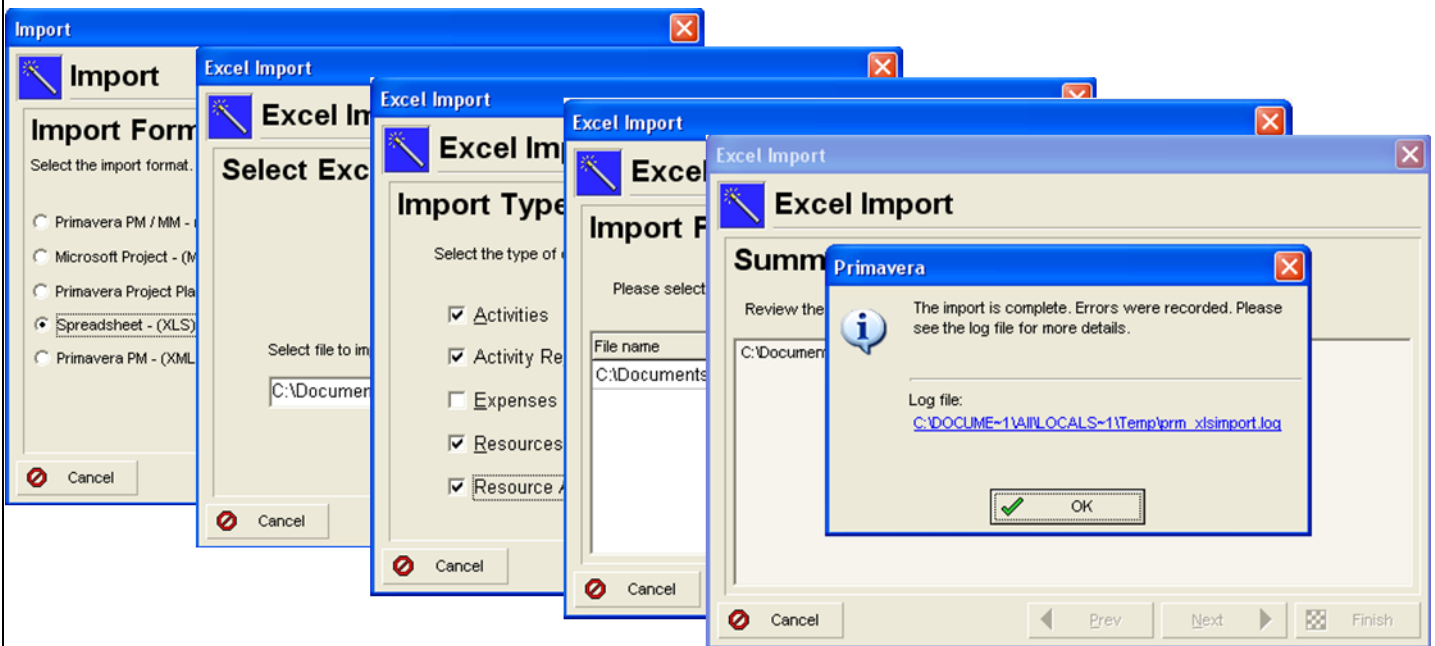 Import
Import
Import Form
Select the import format.
Primavera PM / MM - 
Microsoft Project - (M
Primavera Project Pla
Spreadsheet - (XLS)
Primavera PM - (XML
Cancel
Excel Import
Excel Im
Select Exc
Select file to im
C:\Documen
Cancel
Excel Import
Excel Im
Import Type
Select the type of
Activities
Activity Re
Expenses
Resources
Resource A
Cancel
Excel Import
Excel
Import F
Please select
File name
C:\Documents
Cancel
Excel Import
Excel Import
Summ
Review the
C:\Documen
Primavera
The import is complete. Errors were recorded. Please
see the log file for more details.
Log file:
C:\DOCUME~1\All\LOCALS~1\Temp\prm_xlsimport.log
OK
Cancel
Prev
Next
Finish